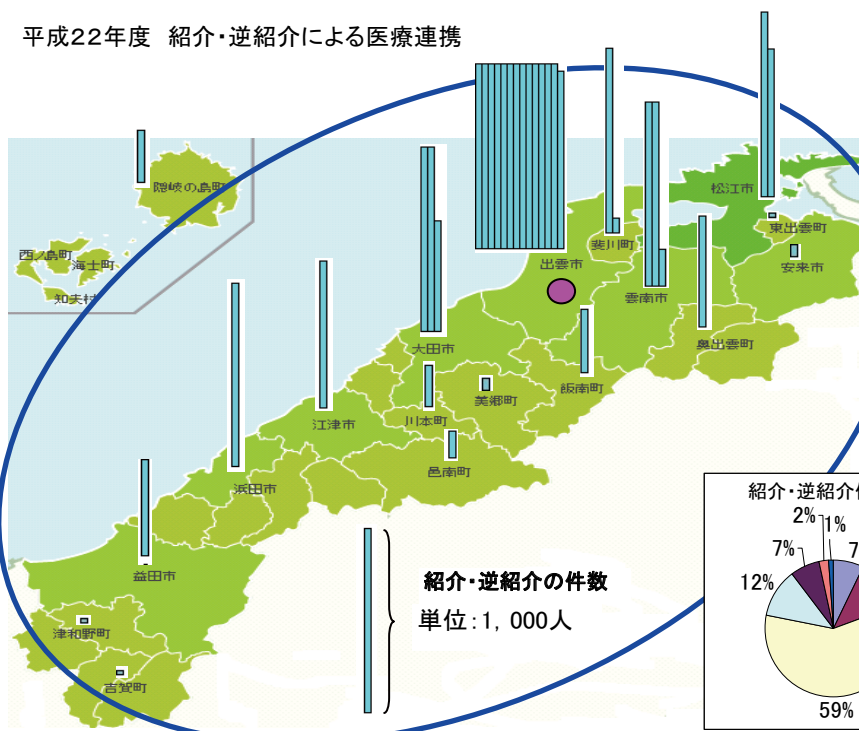 平成22年度 紹介・逆紹介による医療連携
隠岐の島町
西ノ島町
海士町
知夫村
松江市
東出雲町
安来市
斐川町
出雲市
雲南市
奥出雲町
大田市
飯南町
美郷町
川本町
江津市
邑南町
浜田市
益田市
津和野町
吉賀町
紹介・逆紹介の件数
単位:1,000人
紹介・逆紹介
2%
1%
7%
7
12%
59%